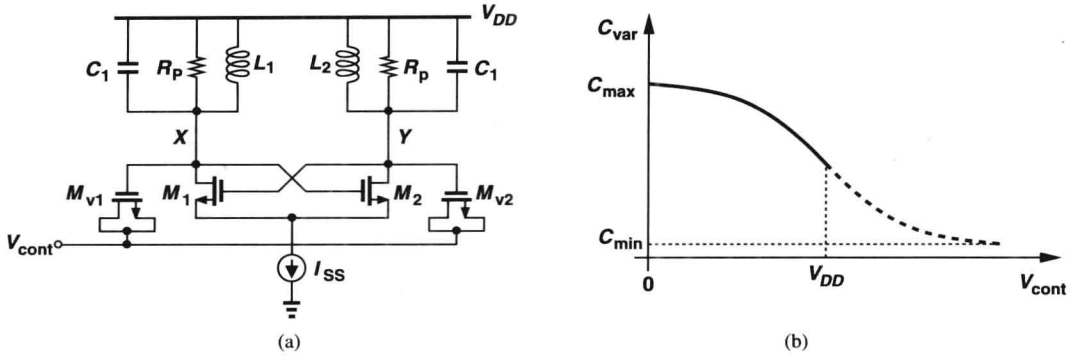 V_DD
C_1
R_p
L_1
L_2
R_p
C_1
X
Y
M_v1
M_1
M_2
M_v2
V_cont
I_SS
(a)
C_var
C_max
C_min
0
V_DD
V_cont
(b)